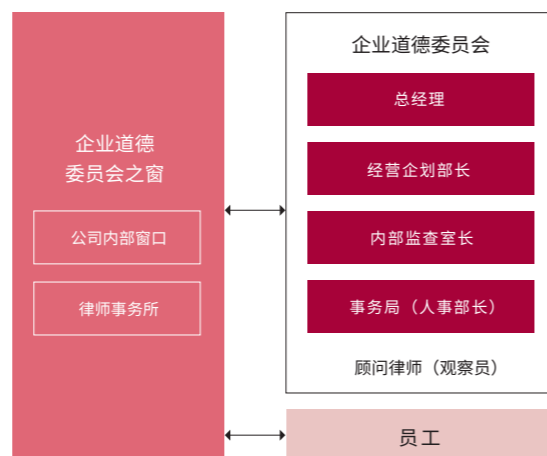 企业道德
委员会之窗
公司内部窗口
律师事务所
企业道德委员会
总经理
经营企划部长
内部监查室长
事务局（人事部长）
顾问律师（观察员）
员工